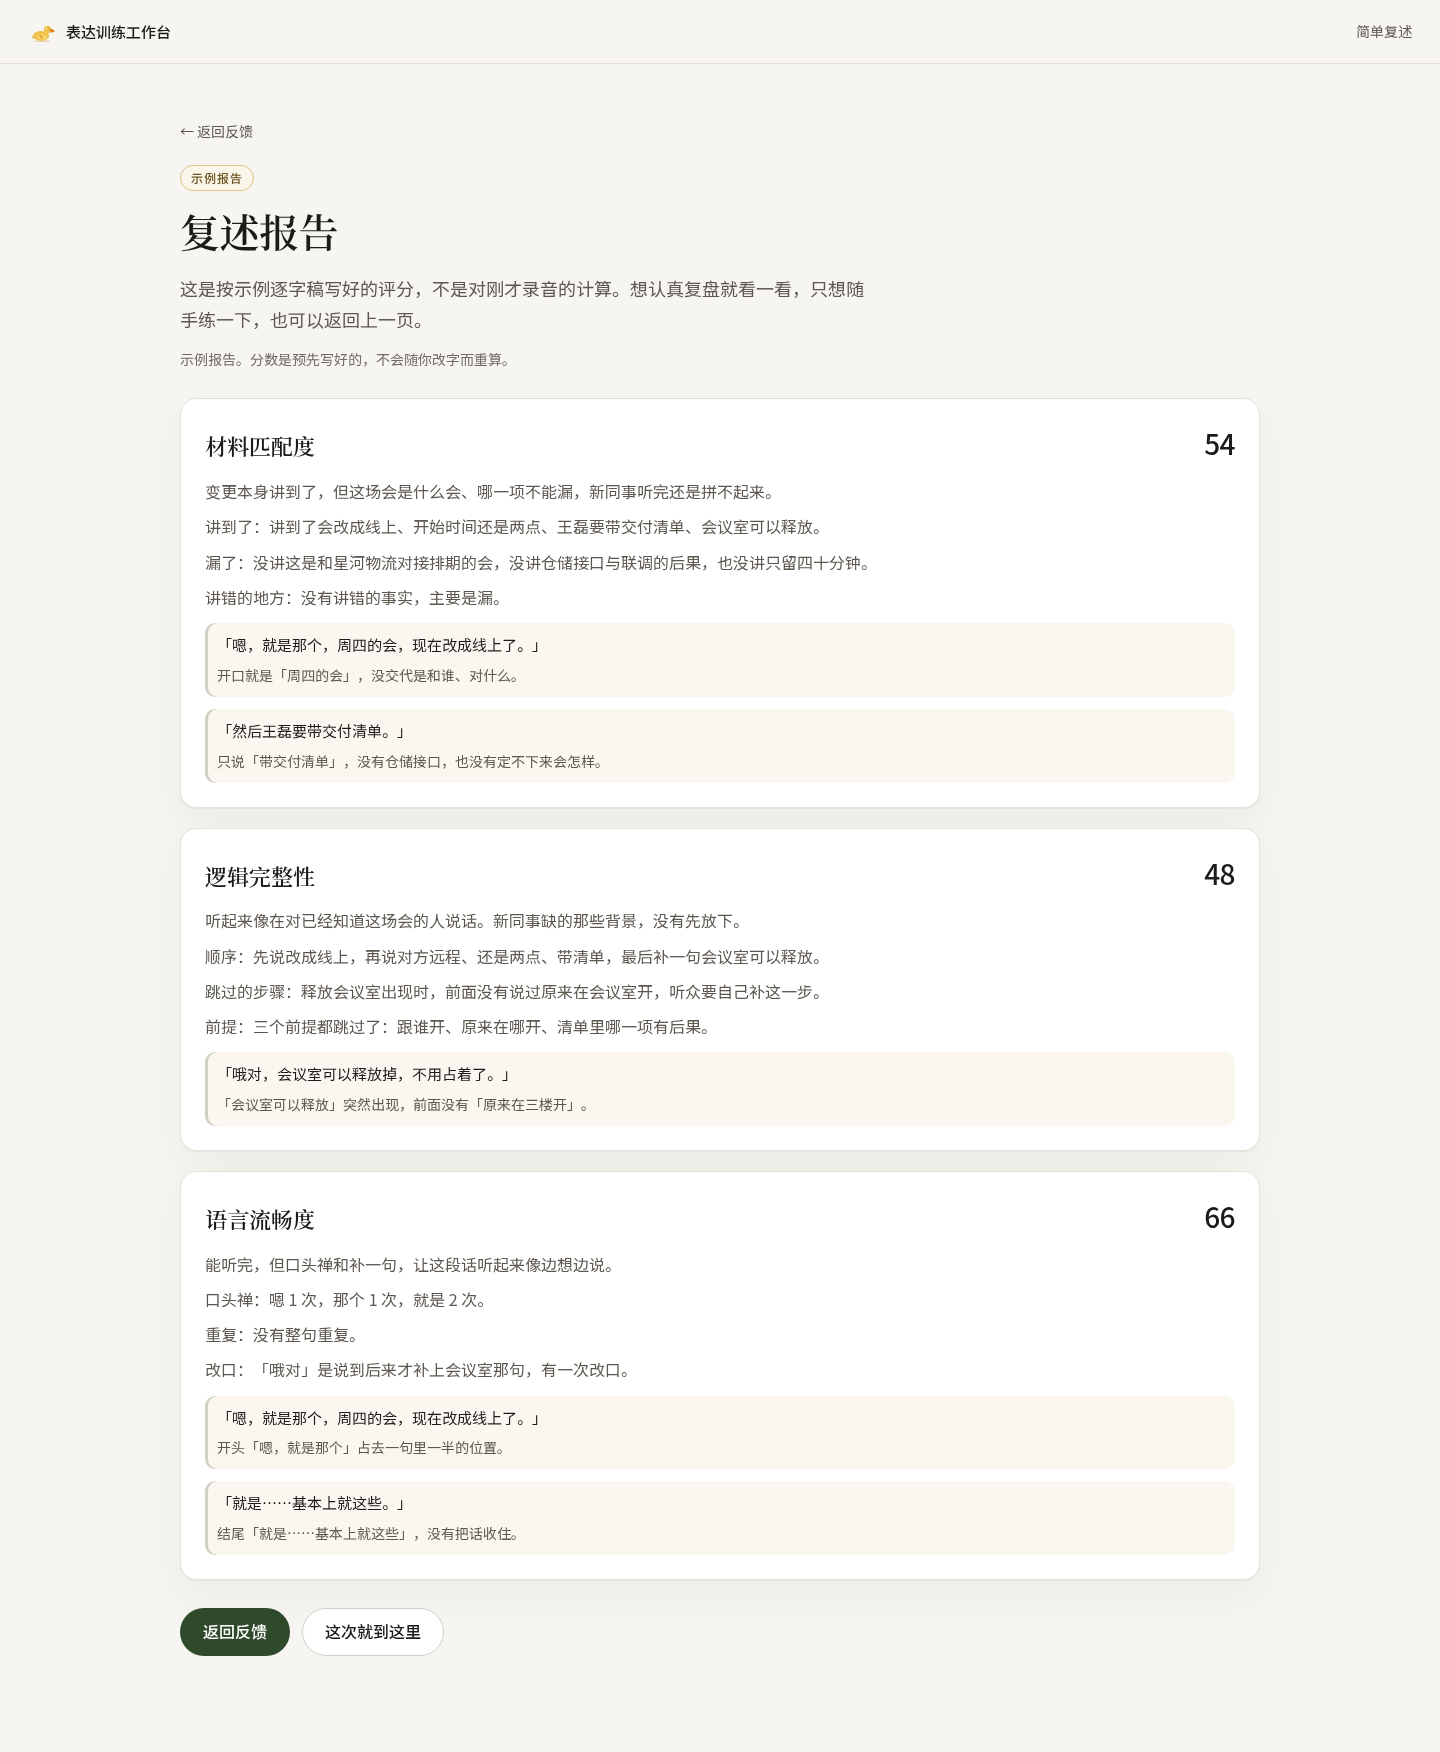 表达训练工作台
简单复述
← 返回反馈
示例报告
复述报告
这是按示例逐字稿写好的评分，不是对刚才录音的计算。想认真复盘就看一看，只想随
手练一下，也可以返回上一页。
示例报告。分数是预先写好的，不会随你改字而重算。
材料匹配度
54
变更本身讲到了，但这场会是什么会、哪一项不能漏，新同事听完还是拼不起来。
讲到了：讲到了会改成线上、开始时间还是两点、王磊要带交付清单、会议室可以释放。
漏了：没讲这是和星河物流对接排期的会，没讲仓储接口与联调的后果，也没讲只留四十分钟。
讲错的地方：没有讲错的事实，主要是漏。
「嗯，就是那个，周四的会，现在改成线上了。」
开口就是「周四的会」，没交代是和谁、对什么。
「然后王磊要带交付清单。」
只说「带交付清单」，没有仓储接口，也没有定不下来会怎样。
逻辑完整性
48
听起来像在对已经知道这场会的人说话。新同事缺的那些背景，没有先放下。
顺序：先说改成线上，再说对方远程、还是两点、带清单，最后补一句会议室可以释放。
跳过的步骤：释放会议室出现时，前面没有说过原来在会议室开，听众要自己补这一步。
前提：三个前提都跳过了：跟谁开、原来在哪开、清单里哪一项有后果。
「哦对，会议室可以释放掉，不用占着了。」
「会议室可以释放」突然出现，前面没有「原来在三楼开」。
语言流畅度
66
能听完，但口头禅和补一句，让这段话听起来像边想边说。
口头禅：嗯 1 次，那个 1 次，就是 2 次。
重复：没有整句重复。
改口：「哦对」是说到后来才补上会议室那句，有一次改口。
「嗯，就是那个，周四的会，现在改成线上了。」
开头「嗯，就是那个」占去一句里一半的位置。
「就是……基本上就这些。」
结尾「就是……基本上就这些」，没有把话收住。
返回反馈
这次就到这里